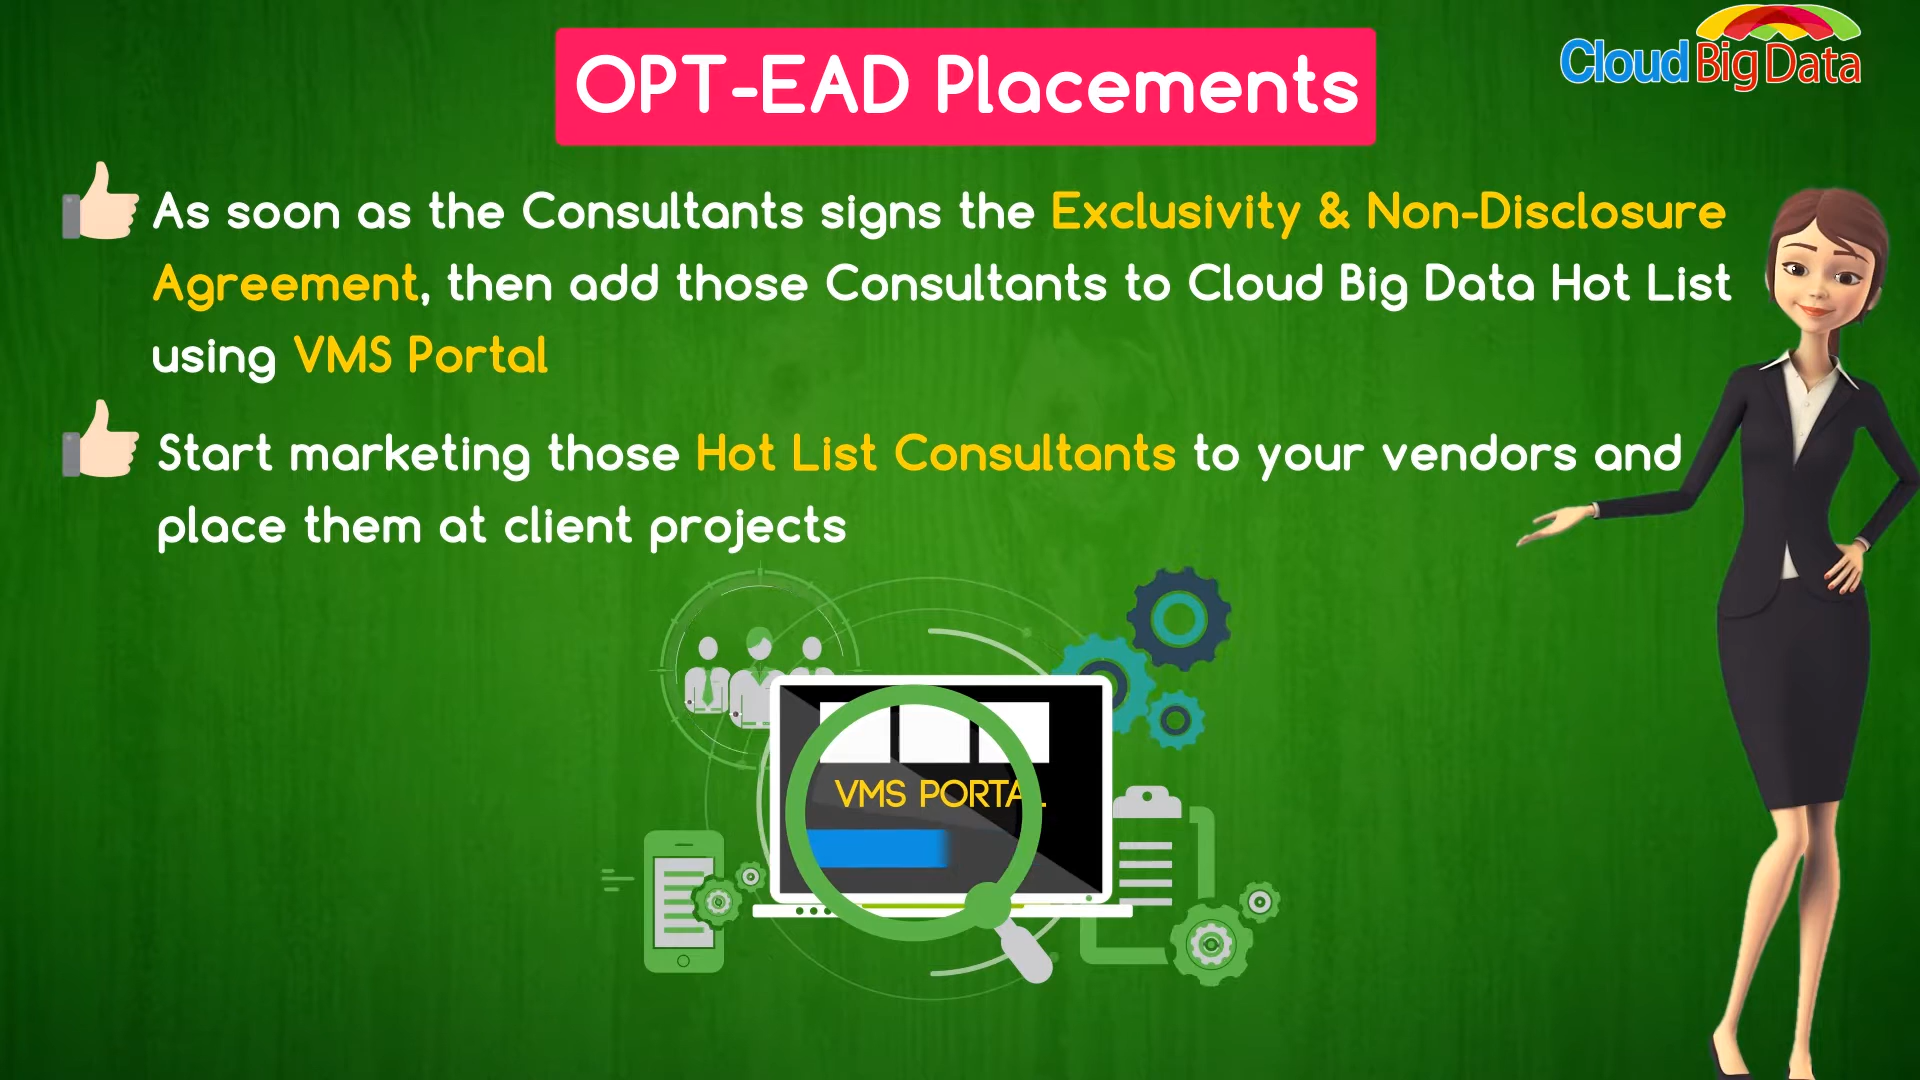 OPT-EAD Placements
Cloud Big Data
As soon as the Consultants signs the Exclusivity & Non-Disclosure
Agreement, then add those Consultants to Cloud Big Data Hot List
using VMS Portal
Start marketing those Hot List Consultants to your vendors and
place them at client projects
VMS PORTAL